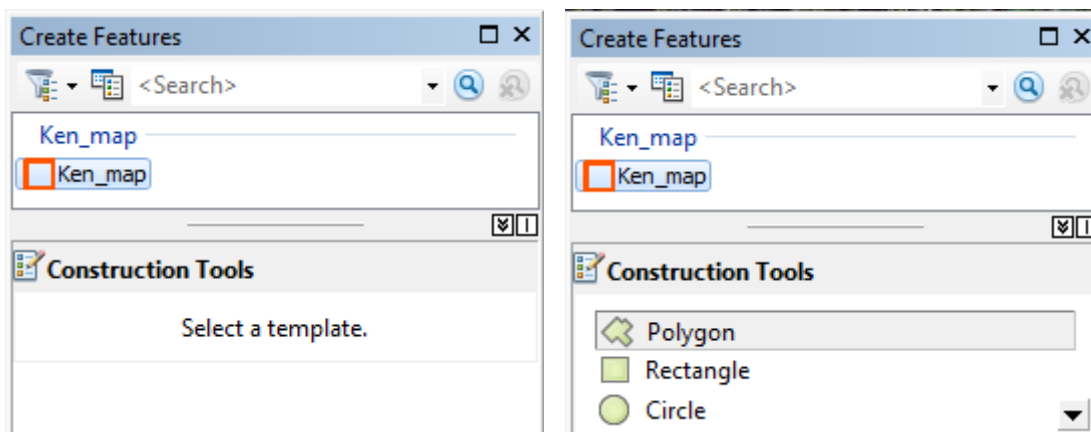 Create Features
<Search>
Ken_map
Ken_map
Construction Tools
Select a template.
Create Features
<Search>
Ken_map
Ken_map
Construction Tools
Polygon
Rectangle
Circle